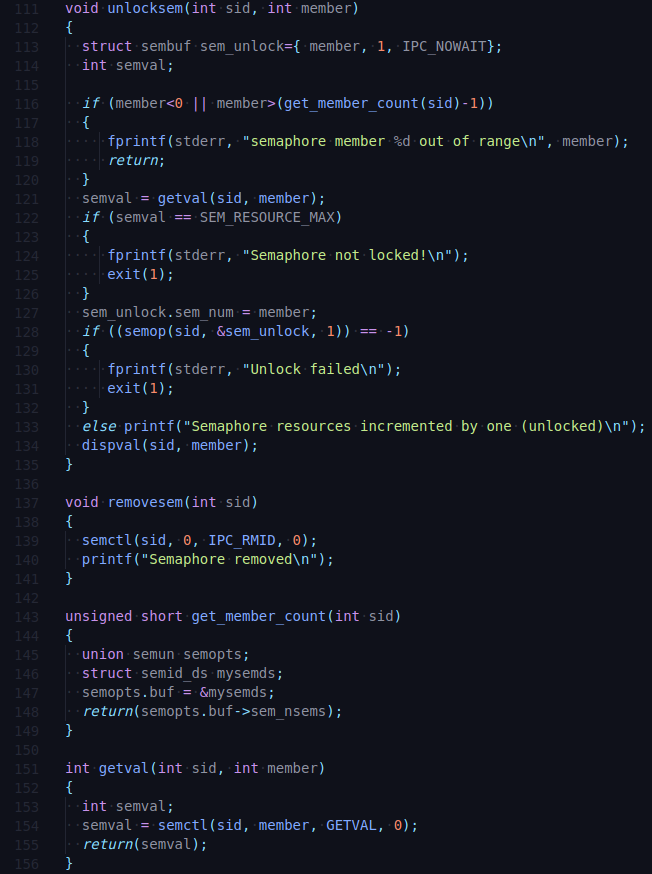 111 void unlocksem(int sid, int member)
112 {
113   struct sembuf sem_unlock={ member, 1, IPC_NOWAIT};
114   int semval;
115
116   if (member<0 || member>(get_member_count(sid)-1))
117   {
118      fprintf(stderr, "semaphore member %d out of range\n", member);
119      return;
120   }
121   semval = getval(sid, member);
122   if (semval == SEM_RESOURCE_MAX)
123   {
124      fprintf(stderr, "Semaphore not locked!\n");
125      exit(1);
126   }
127   sem_unlock.sem_num = member;
128   if ((semop(sid, &sem_unlock, 1)) == -1)
129   {
130      fprintf(stderr, "Unlock failed\n");
131      exit(1);
132   }
133   else printf("Semaphore resources incremented by one (unlocked)\n");
134   dispval(sid, member);
135 }
136
137 void removesem(int sid)
138 {
139   semctl(sid, 0, IPC_RMID, 0);
140   printf("Semaphore removed\n");
141 }
142
143 unsigned short get_member_count(int sid)
144 {
145   union semun semopts;
146   struct semid_ds mysemds;
147   semopts.buf = &mysemds;
148   return(semopts.buf->sem_nsems);
149 }
150
151 int getval(int sid, int member)
152 {
153   int semval;
154   semval = semctl(sid, member, GETVAL, 0);
155   return(semval);
156 }